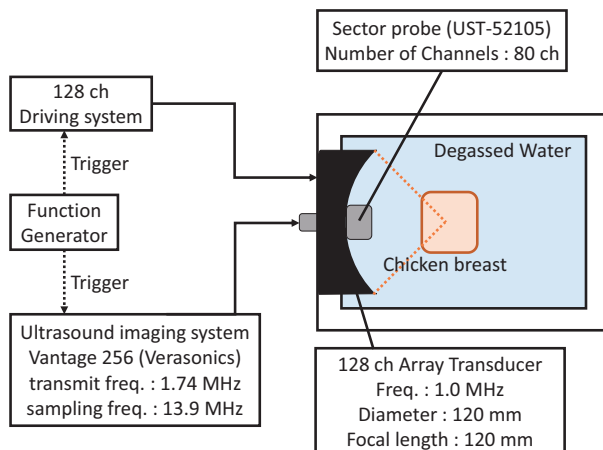 Sector probe (UST-52105)
Number of Channels : 80 ch
128 ch
Driving system
Degassed Water
Trigger
Function
Generator
Chicken breast
Trigger
Ultrasound imaging system
Vantage 256 (Verasonics)
transmit freq. : 1.74 MHz
sampling freq. : 13.9 MHz
128 ch Array Transducer
Freq. : 1.0 MHz
Diameter : 120 mm
Focal length : 120 mm